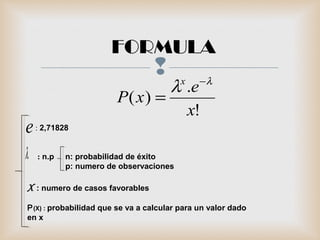 FORMULA
P(x) = λ^x . e^−λ / x!
e : 2,71828
λ : n.p n: probabilidad de éxito
p: numero de observaciones
x : numero de casos favorables
P(X) : probabilidad que se va a calcular para un valor dado
en x